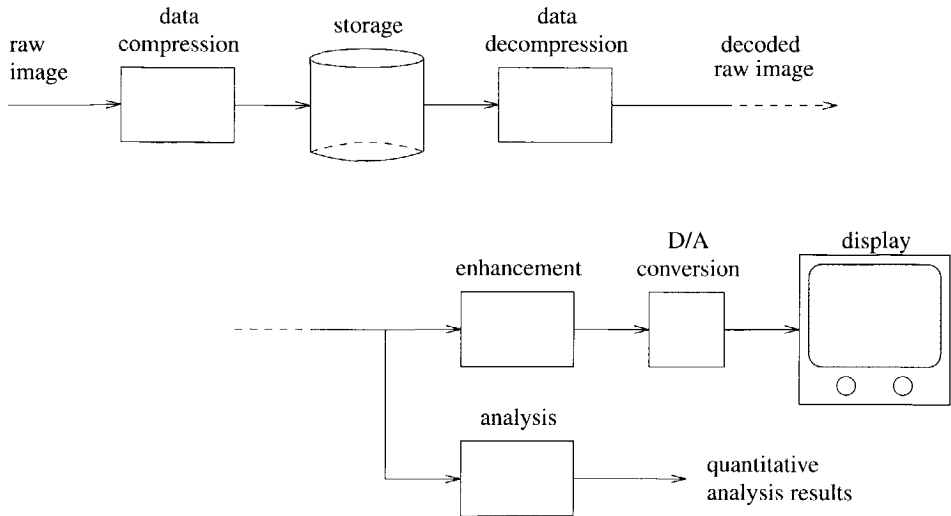 raw
image
data
compression
storage
data
decompression
decoded
raw image
enhancement
D/A
conversion
display
analysis
quantitative
analysis results